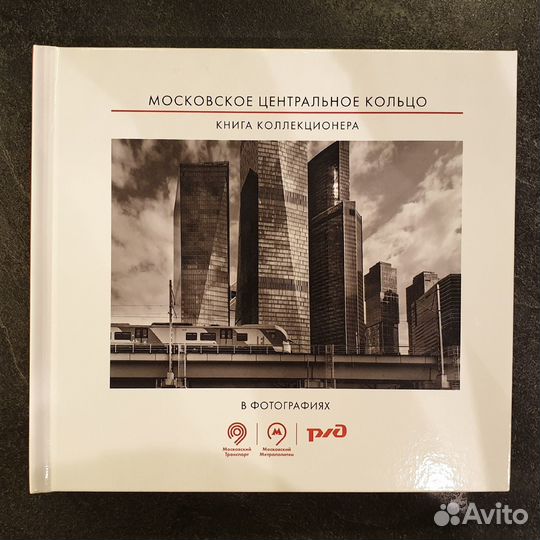 МОСКОВСКОЕ ЦЕНТРАЛЬНОЕ КОЛЬЦО
КНИГА КОЛЛЕКЦИОНЕРА
В ФОТОГРАФИЯХ
Московский Транспорт
Московский Метрополитен
РЖД
Avito